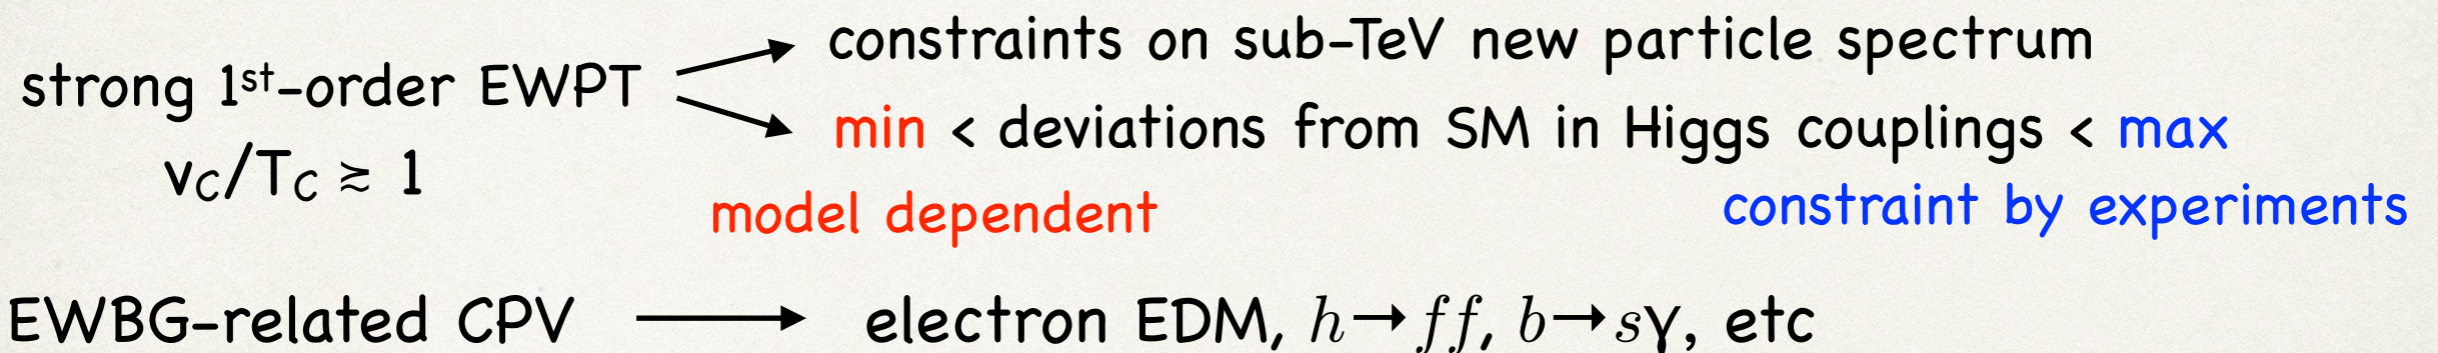 constraints on sub-TeV new particle spectrum
strong 1st-order EWPT
min < deviations from SM in Higgs couplings < max
vC/TC ≳ 1
model dependent
constraint by experiments
EWBG-related CPV → electron EDM, h→ff, b→sγ, etc